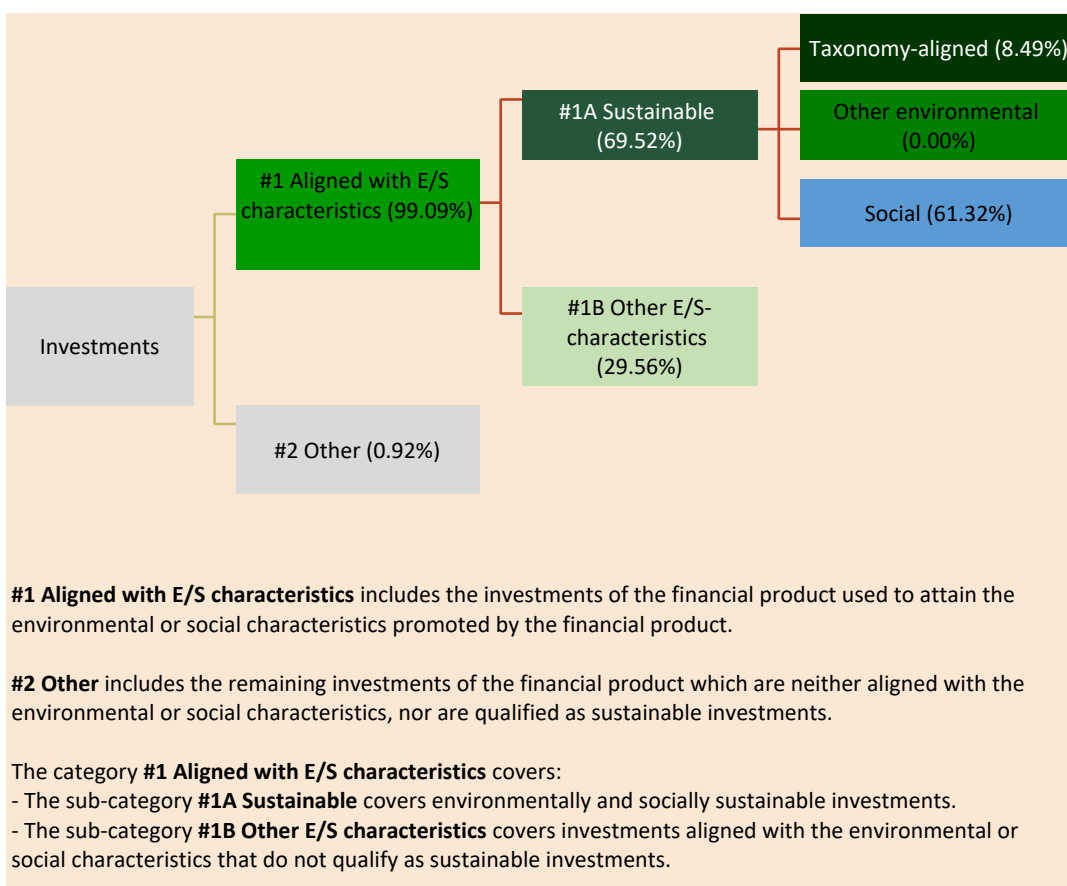 Taxonomy-aligned (8.49%)
#1A Sustainable
(69.52%)
Other environmental
(0.00%)
#1 Aligned with E/S
characteristics (99.09%)
Social (61.32%)
#1B Other E/S-
characteristics
(29.56%)
Investments
#2 Other (0.92%)
#1 Aligned with E/S characteristics includes the investments of the financial product used to attain the
environmental or social characteristics promoted by the financial product.
#2 Other includes the remaining investments of the financial product which are neither aligned with the
environmental or social characteristics, nor are qualified as sustainable investments.
The category #1 Aligned with E/S characteristics covers:
- The sub-category #1A Sustainable covers environmentally and socially sustainable investments.
- The sub-category #1B Other E/S characteristics covers investments aligned with the environmental or
social characteristics that do not qualify as sustainable investments.